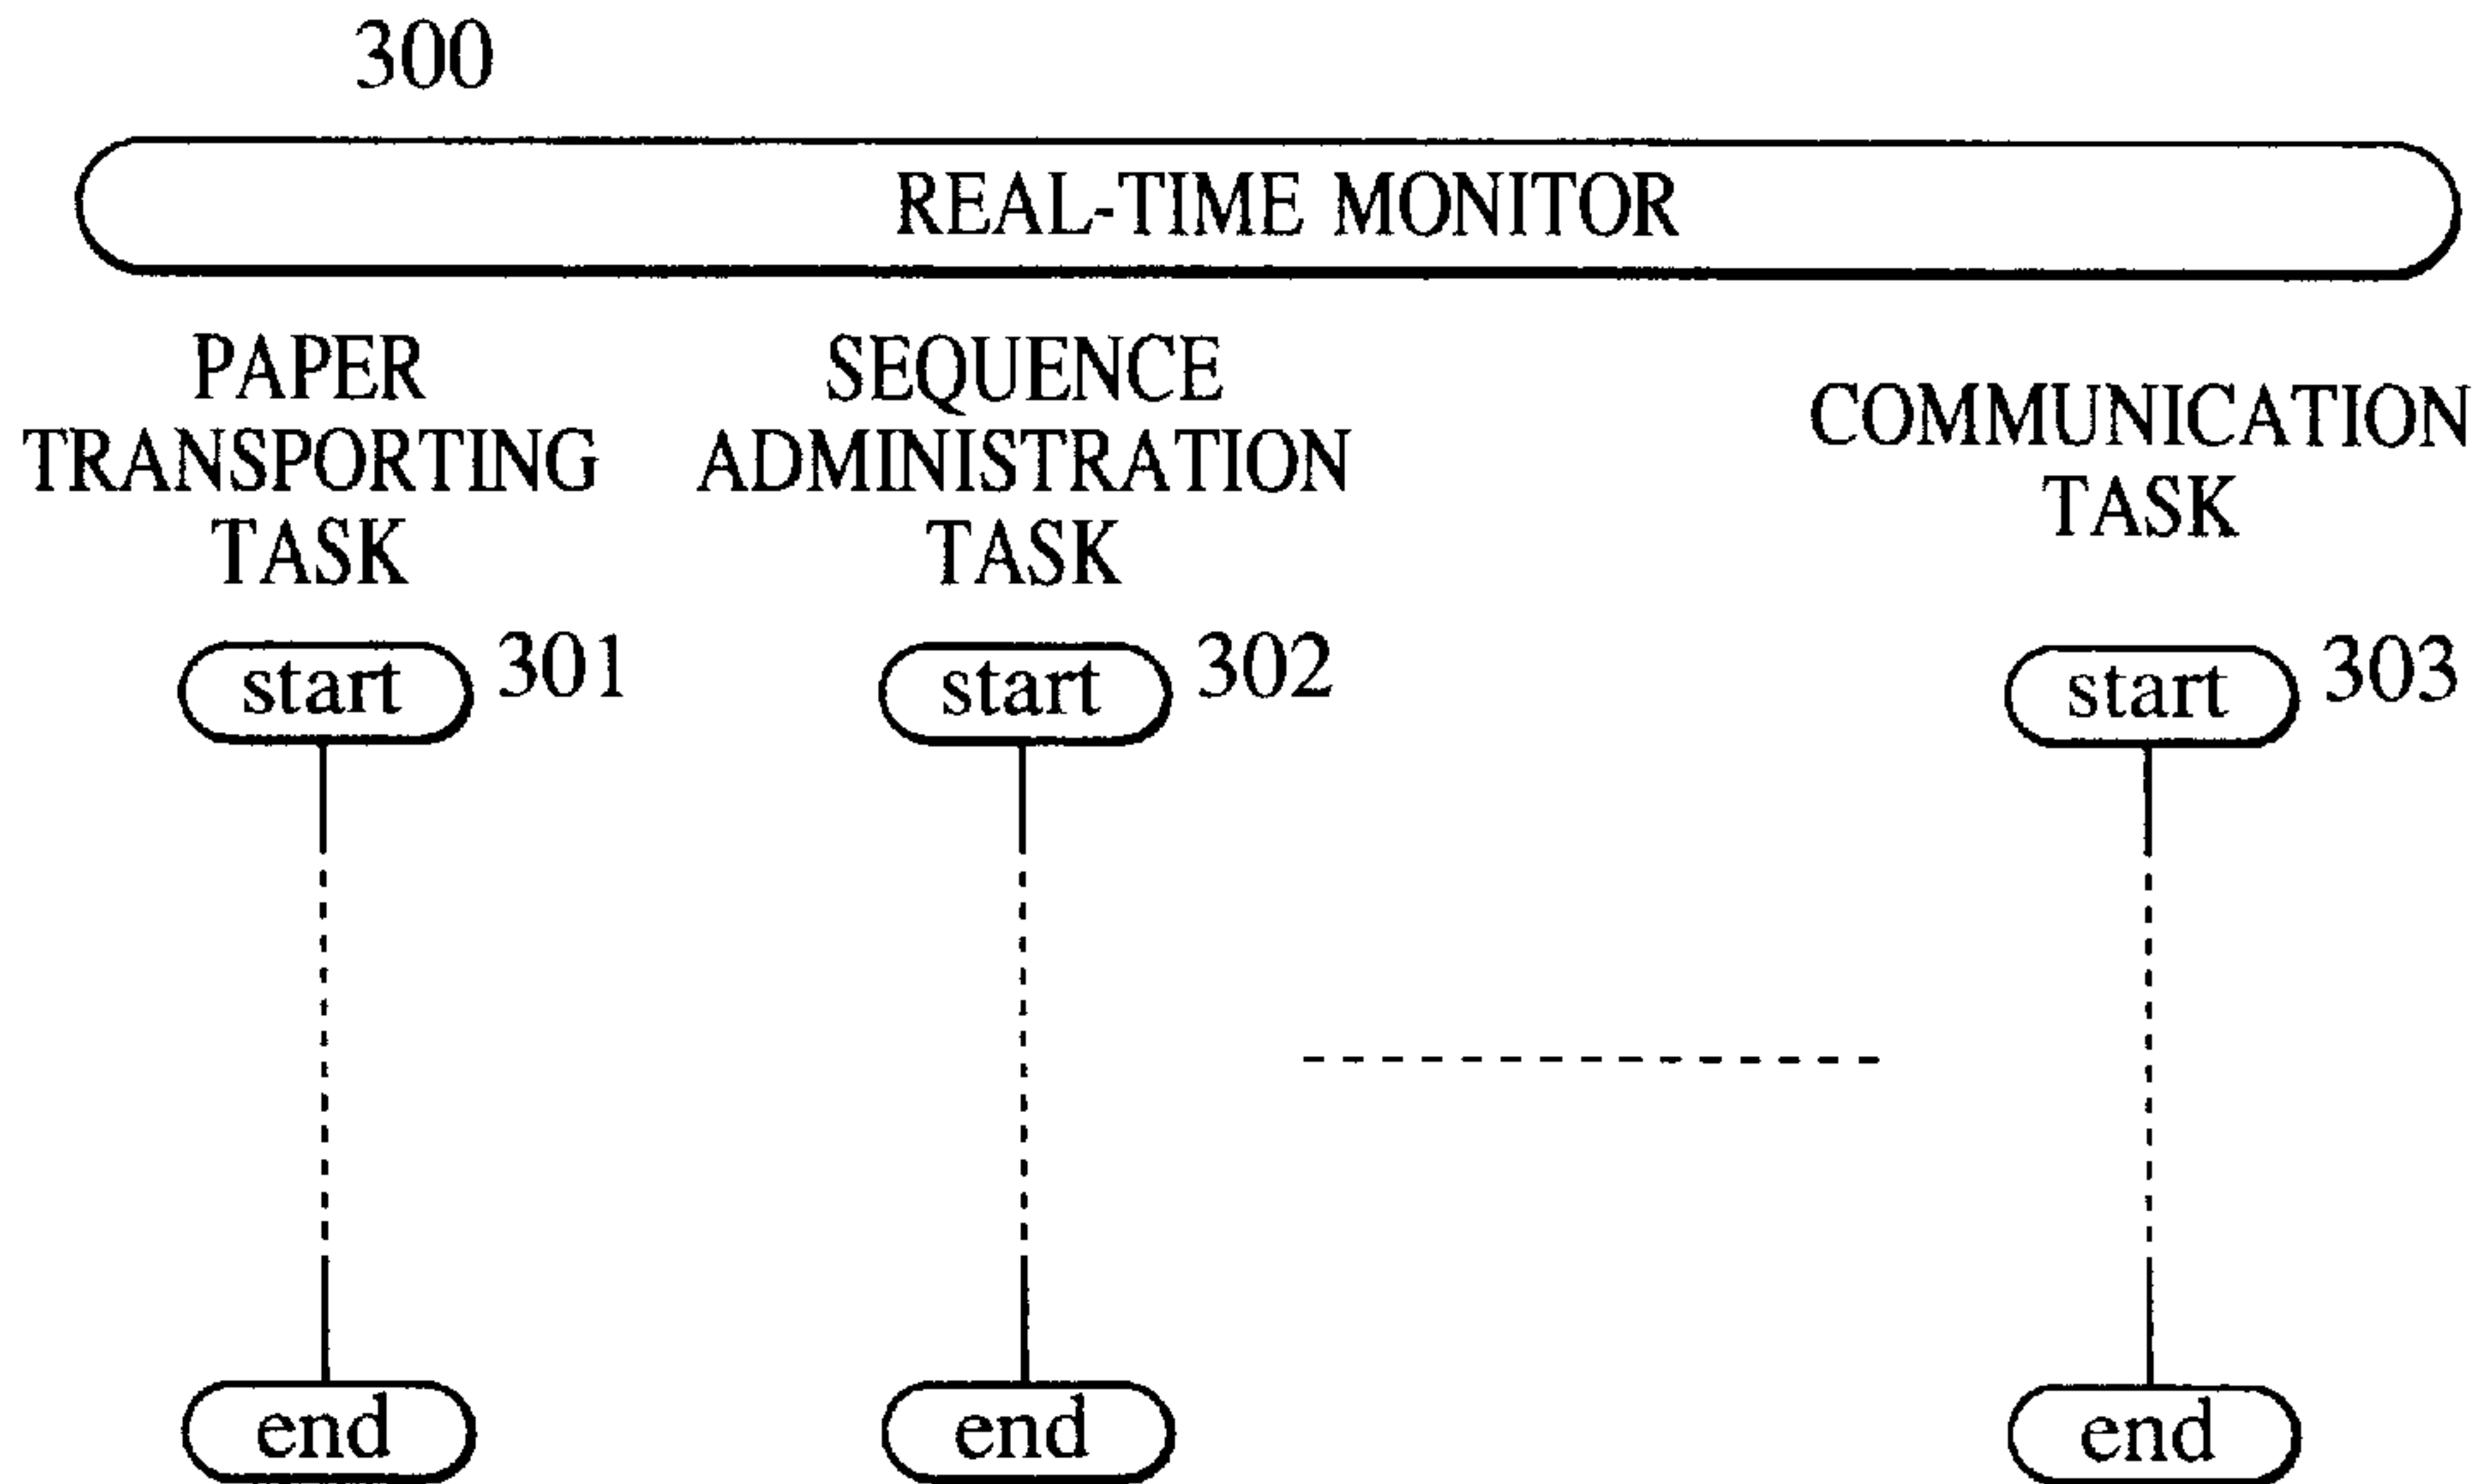 300
REAL-TIME MONITOR
PAPER
TRANSPORTING
TASK
SEQUENCE
ADMINISTRATION
TASK
COMMUNICATION
TASK
start 301
start 302
start 303
end
end
end